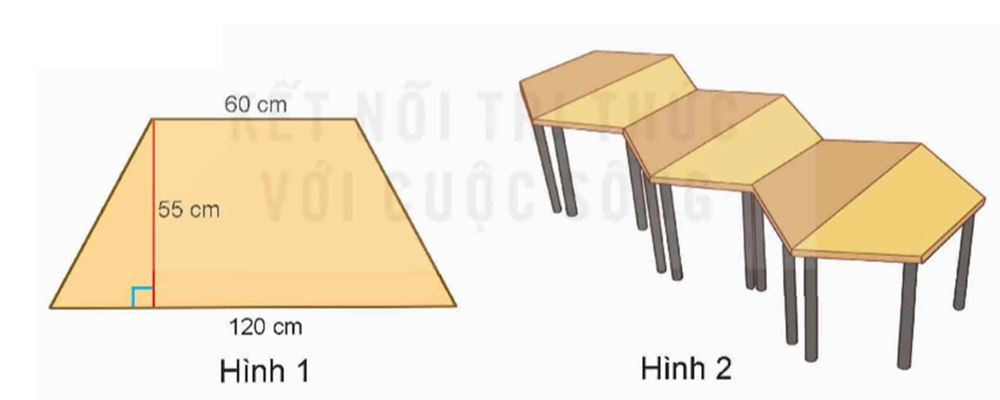 60 cm
KẾT NỐI TRI THỨC
VỚI CUỘC SỐNG
55 cm
120 cm
Hình 1
Hình 2